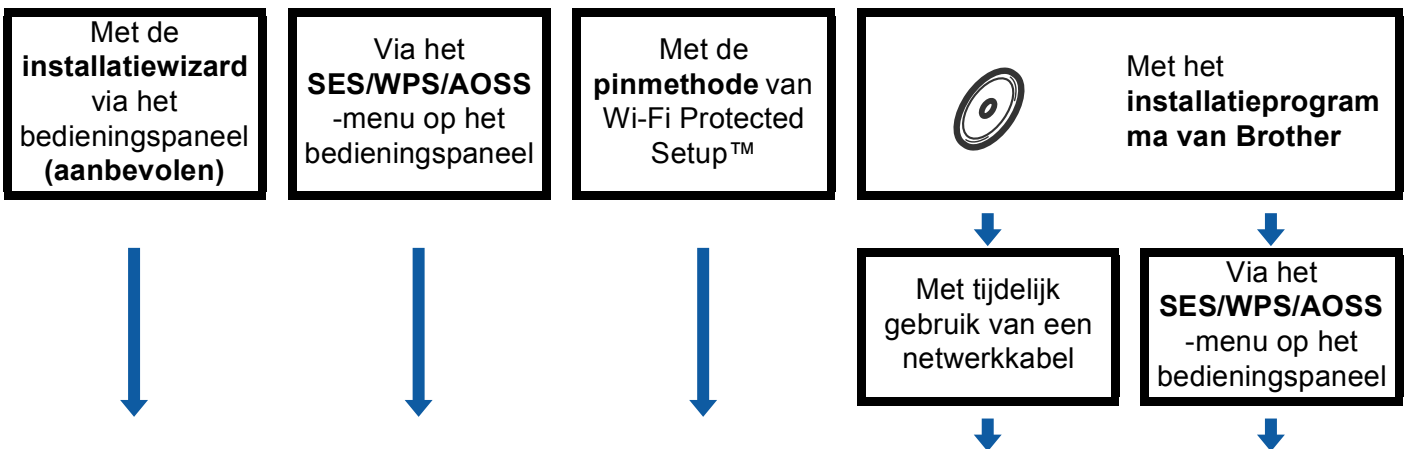 Met de
installatiewizard
via het
bedieningspaneel
(aanbevolen)
Via het
SES/WPS/AOSS
-menu op het
bedieningspaneel
Met de
pinmethode van
Wi-Fi Protected
Setup™
Met het
installatieprogram
ma van Brother
Met tijdelijk
gebruik van een
netwerkkabel
Via het
SES/WPS/AOSS
-menu op het
bedieningspaneel